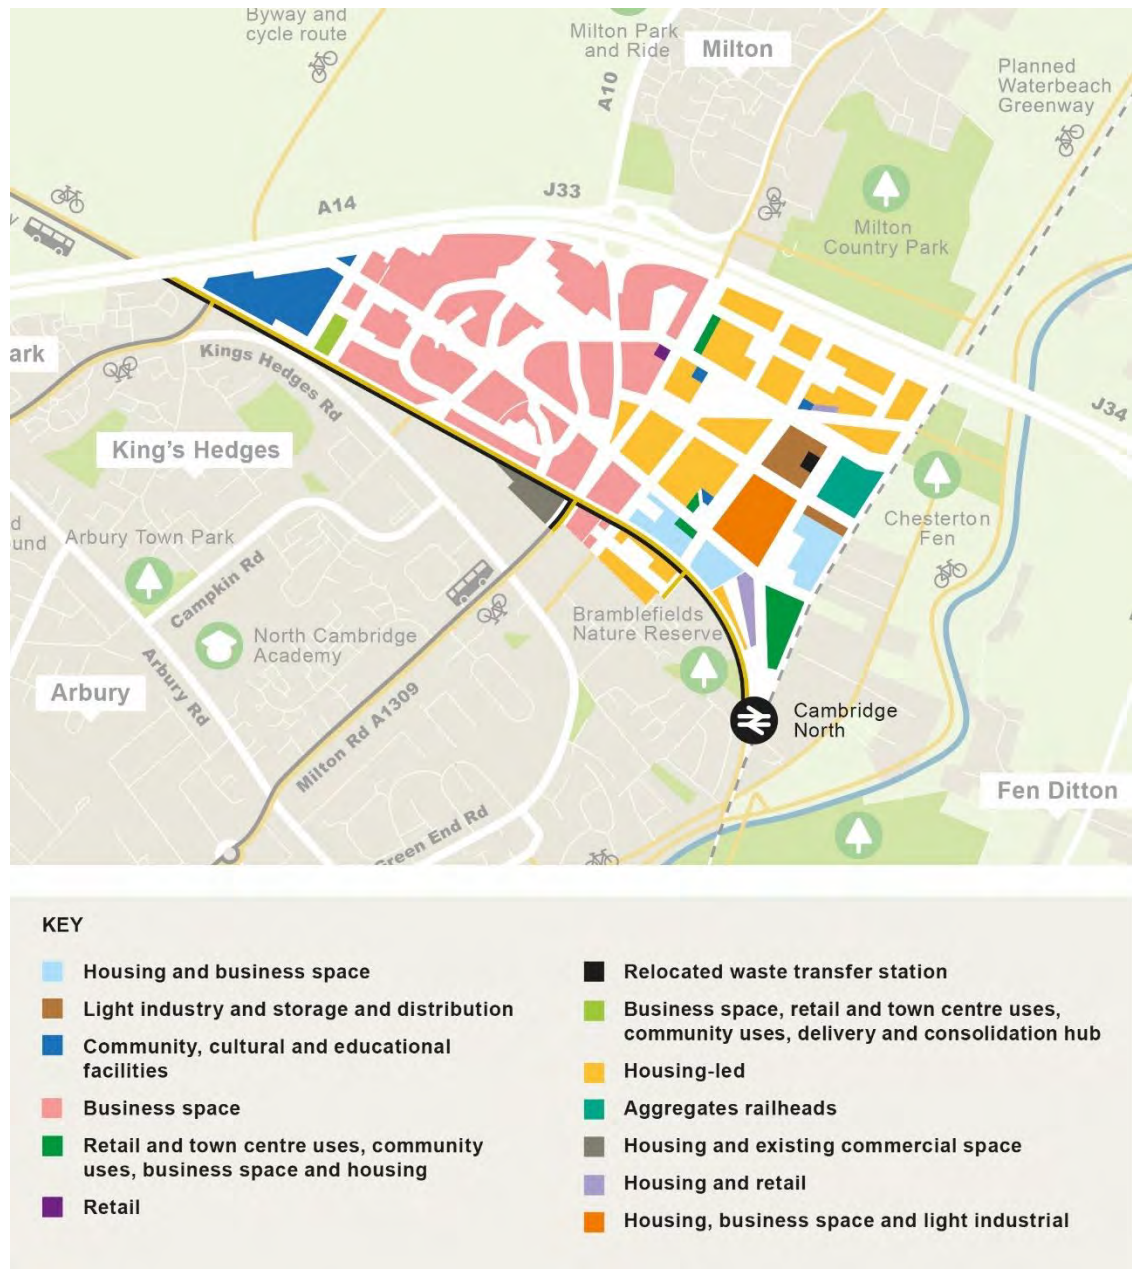 Byway and
cycle route
Milton Park
and Ride
Milton
Planned
Waterbeach
Greenway
A10
J33
A14
Milton
Country Park
ark
Kings Hedges Rd
J34
King's Hedges
Chesterton
Fen
d
und
Arbury Town Park
Campkin Rd
North Cambridge
Academy
Bramblefields
Nature Reserve
Arbury
Arbury Rd
Milton Rd A1309
Cambridge
North
Fen Ditton
Green End Rd
KEY
Housing and business space
Light industry and storage and distribution
Community, cultural and educational
facilities
Business space
Retail and town centre uses, community
uses, business space and housing
Retail
Relocated waste transfer station
Business space, retail and town centre uses,
community uses, delivery and consolidation hub
Housing-led
Aggregates railheads
Housing and existing commercial space
Housing and retail
Housing, business space and light industrial